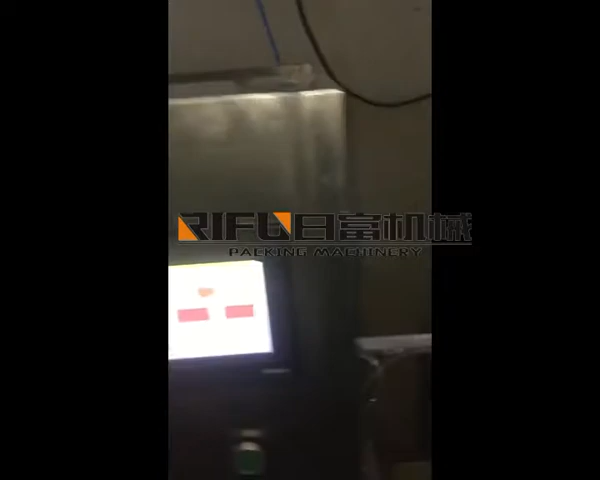 RIFU日富机械
PACKING MACHINERY